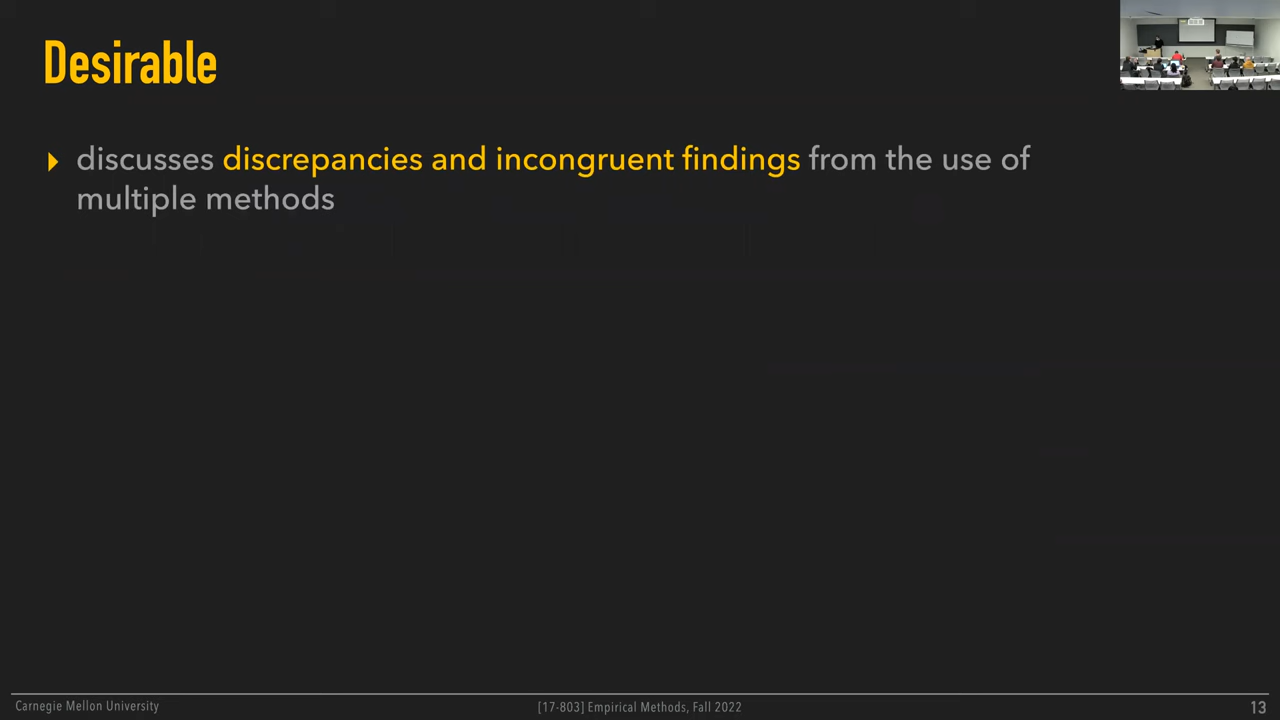 Desirable
discusses discrepancies and incongruent findings from the use of
multiple methods
Carnegie Mellon University
[17-803] Empirical Methods, Fall 2022
13